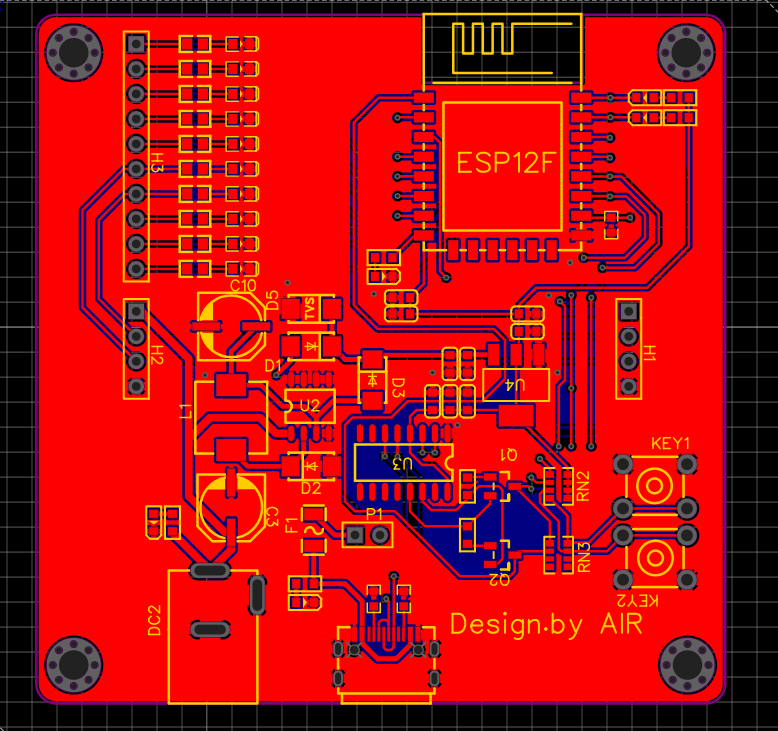 ESP12F
H3
C10
D5
TVS
H2
H1
D1
D3
U4
L1
U2
Q1
KEY1
U3
D2
RN2
C3
F1
P1
RN3
Q2
KEY2
DC2
Design.by AIR